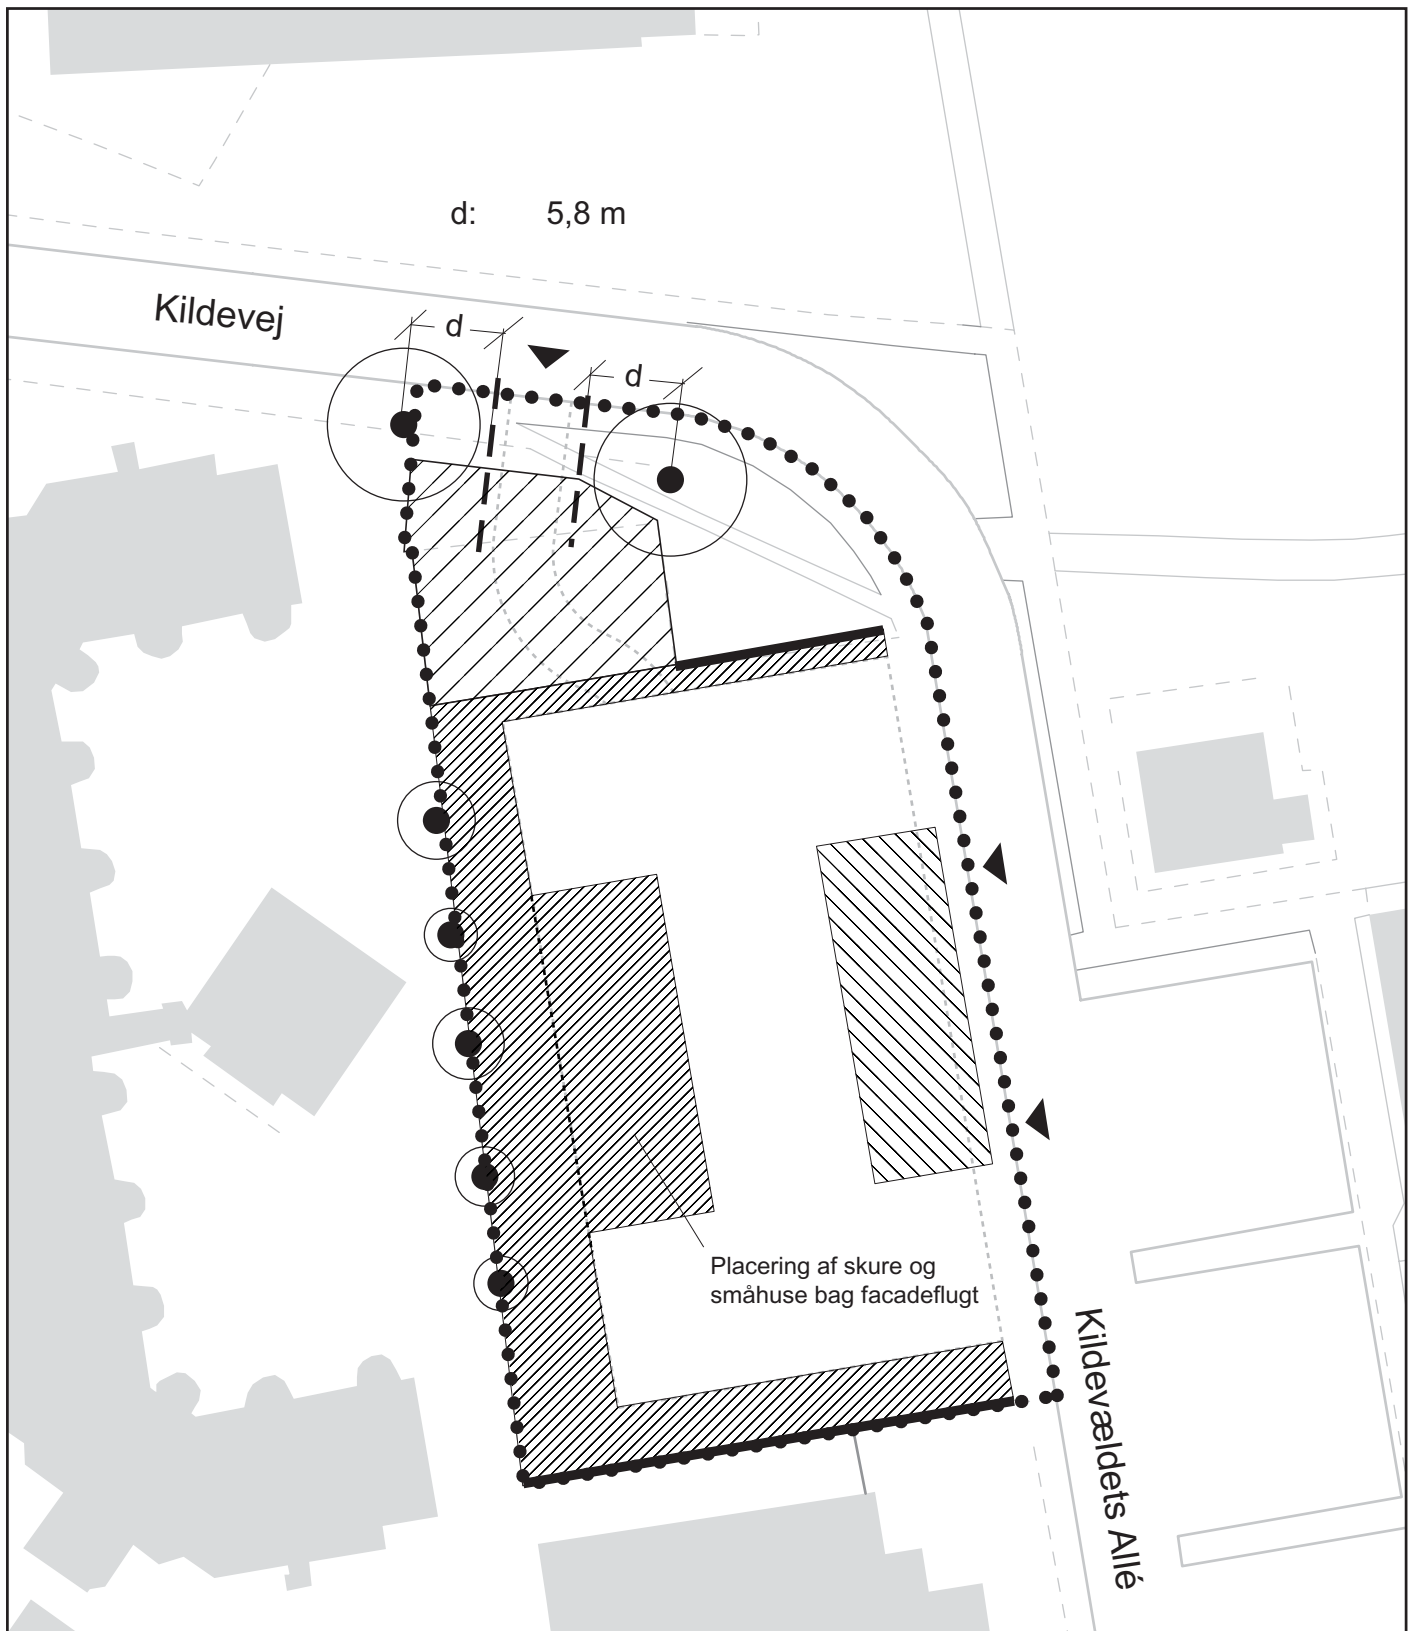 d: 5,8 m
Kildevej
d
d
Placering af skure og
småhuse bag facadeflugt
Kildevældets Allé